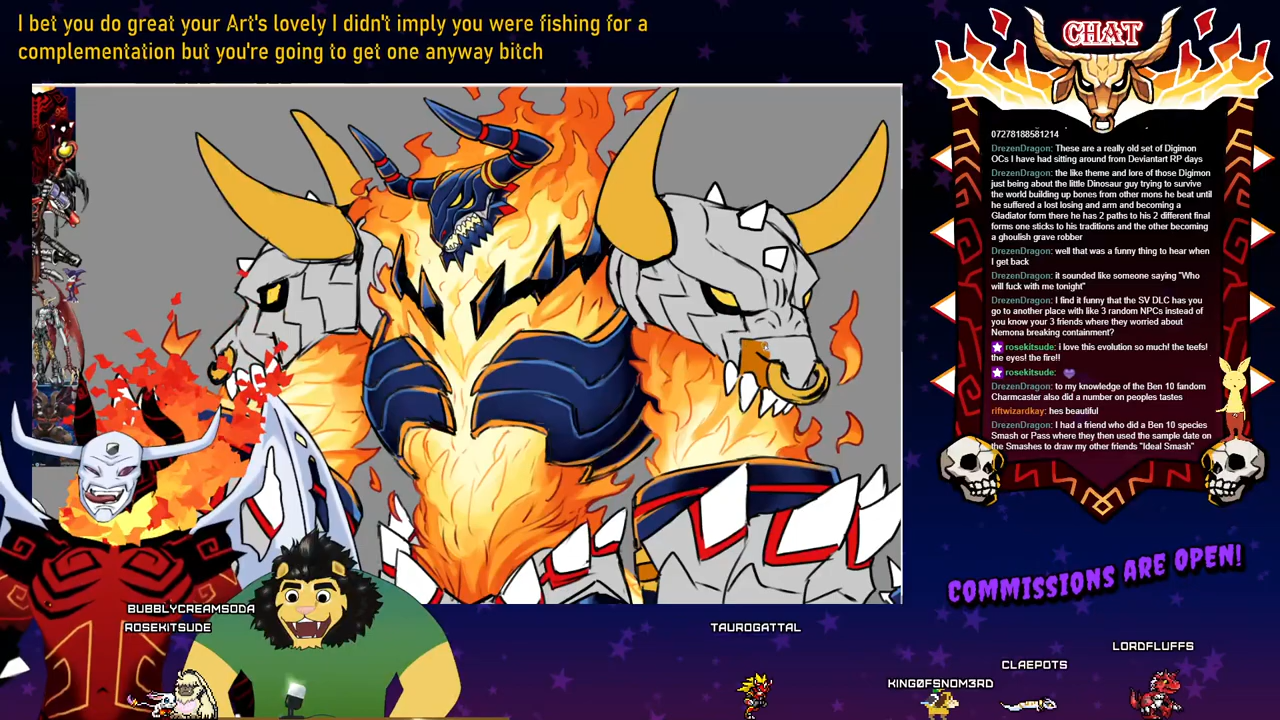 I bet you do great your Art's lovely I didn't imply you were fishing for a
complementation but you're going to get one anyway bitch
CHAT
07278188581214
DrezenDragon: These are a really old set of Digimon
OCs I have had sitting around from Deviantart RP days
DrezenDragon: the like theme and lore of those Digimon
just being about the little Dinosaur guy trying to survive
the world building up bones from other mons he beat until
he suffered a lost losing and arm and becoming a
Gladiator form there he has 2 paths to his 2 different final
forms one sticks to his traditions and the other becoming
a ghoulish grave robber
DrezenDragon: well that was a funny thing to hear when
I get back
DrezenDragon: it sounded like someone saying "Who
will fuck with me tonight"
DrezenDragon: I find it funny that the SV DLC has you
go to another place with like 3 random NPCs instead of
you know your 3 friends where they worried about
Nemona breaking containment?
rosekitsude: i love this evolution so much! the teefs!
the eyes! the fire!!
rosekitsude:
DrezenDragon: to my knowledge of the Ben 10 fandom
Charmcaster also did a number on peoples tastes
riftwizardkay: hes beautiful
DrezenDragon: I had a friend who did a Ben 10 species
Smash or Pass where they then used the sample date on
the Smashes to draw my other friends "Ideal Smash"
COMMISSIONS ARE OPEN!
BUBBLYCREAMSODA
ROSEKITSUDE
TAUROGATTAL
LORDFLUFFS
CLAEPOTS
KING0FSNOM3RD